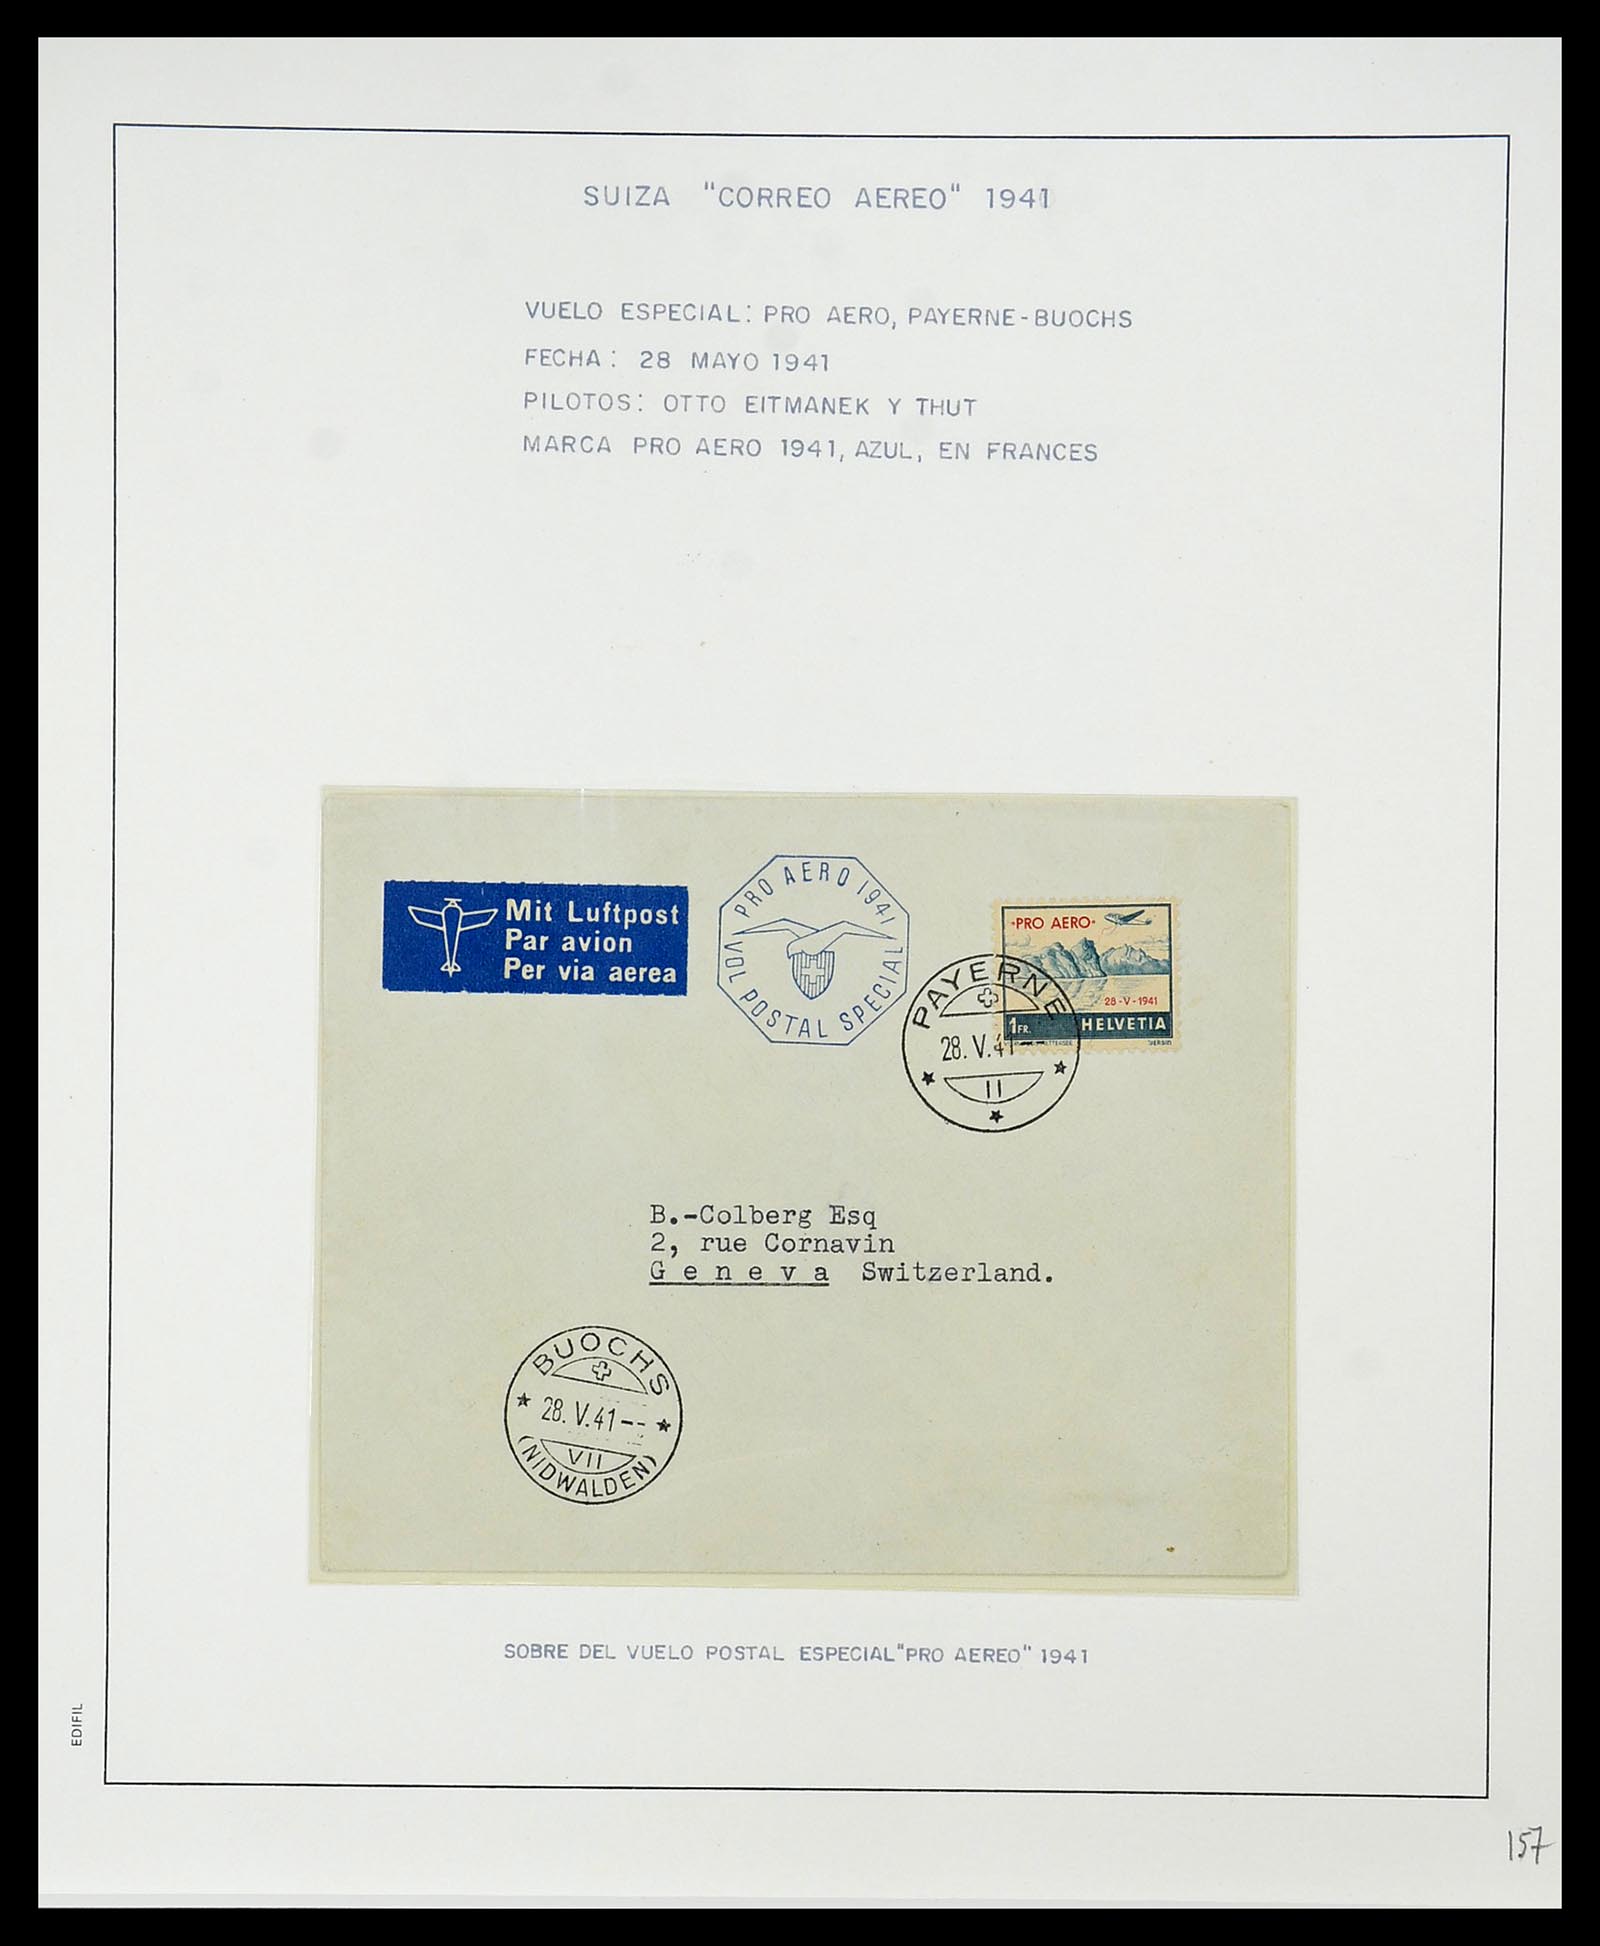 SUIZA "CORREO AEREO" 1941
VUELO ESPECIAL: PRO AERO, PAYERNE-BUOCHS
FECHA: 28 MAYO 1941
PILOTOS: OTTO EITMANEK Y THUT
MARCA PRO AERO 1941, AZUL, EN FRANCES
Mit Luftpost
Par avion
Per via aerea
PRO AERO 1941
VOL POSTAL SPECIAL
·PRO AERO·
28-V-1941
1FR. HELVETIA
PAYERNE
28. V. 41
II
B.-Colberg Esq
2, rue Cornavin
Geneva Switzerland.
BUOCHS
28. V. 41--
VII
(NIDWALDEN)
SOBRE DEL VUELO POSTAL ESPECIAL "PRO AEREO" 1941
EDIFIL
157